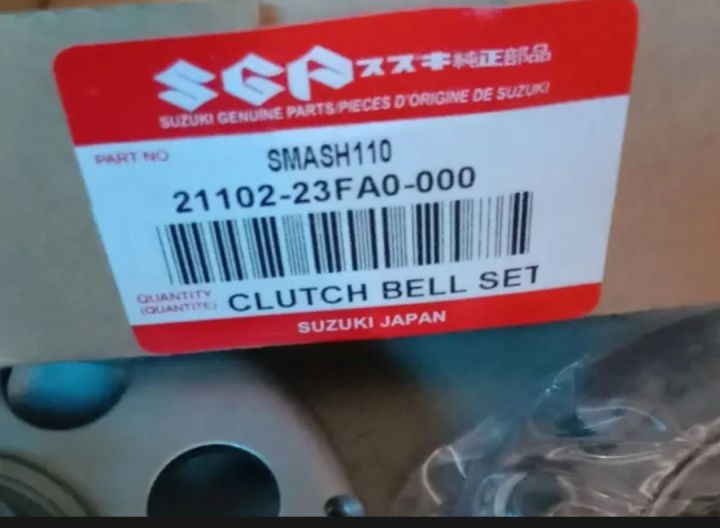 SGP スズキ純正部品
SUZUKI GENUINE PARTS/PIECES D'ORIGINE DE SUZUKI
PART NO
SMASH110
21102-23FA0-000
QUANTITY
(QUANTITE)
CLUTCH BELL SET
SUZUKI JAPAN